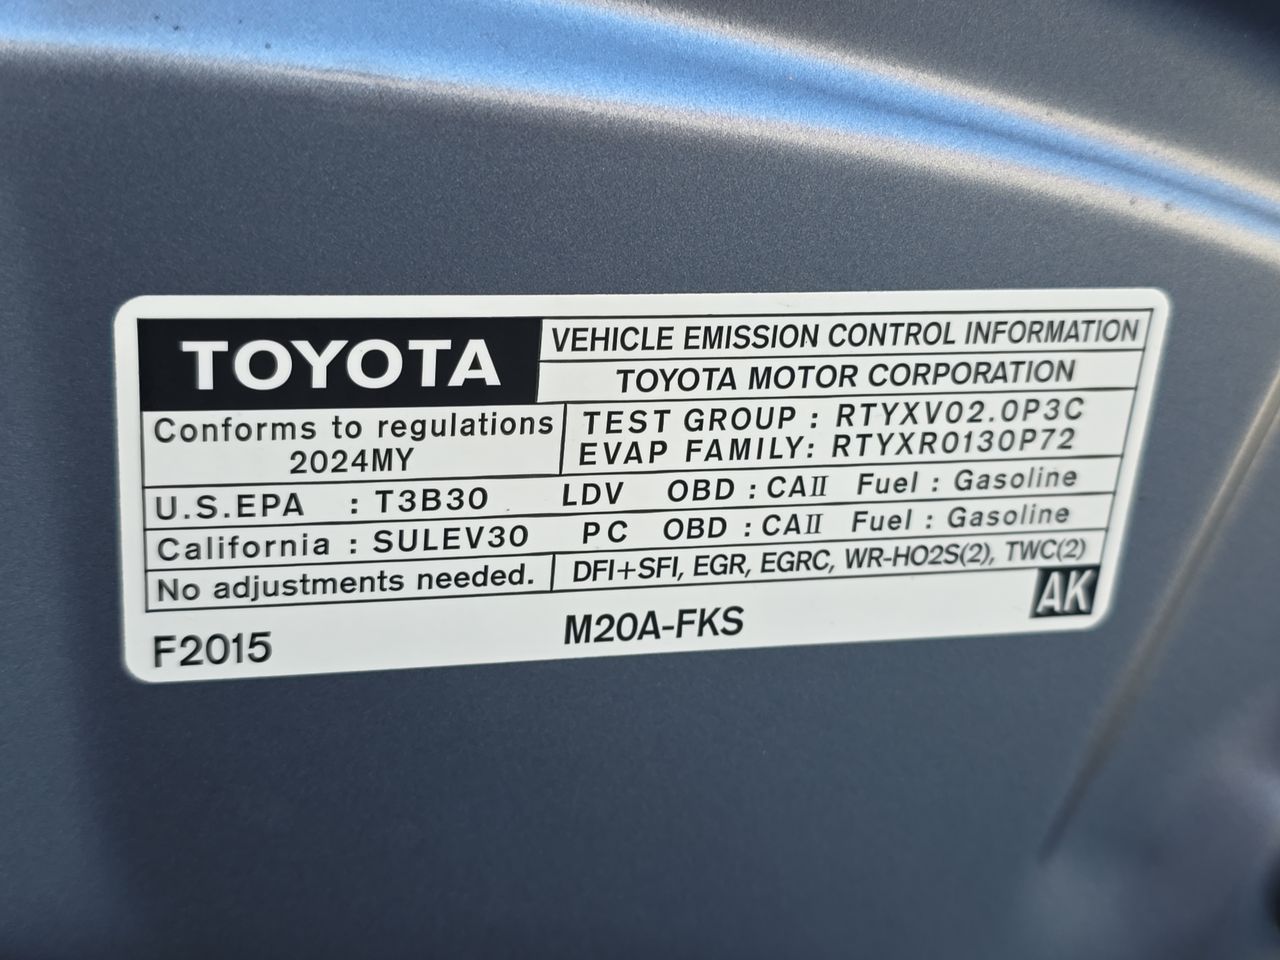 TOYOTA
VEHICLE EMISSION CONTROL INFORMATION
TOYOTA MOTOR CORPORATION
Conforms to regulations
2024MY
TEST GROUP : RTYXV02.0P3C
EVAP FAMILY: RTYXR0130P72
U.S.EPA : T3B30 LDV OBD : CAII Fuel : Gasoline
California : SULEV30 PC OBD : CAII Fuel : Gasoline
No adjustments needed. DFI+SFI, EGR, EGRC, WR-HO2S(2), TWC(2)
F2015 M20A-FKS AK